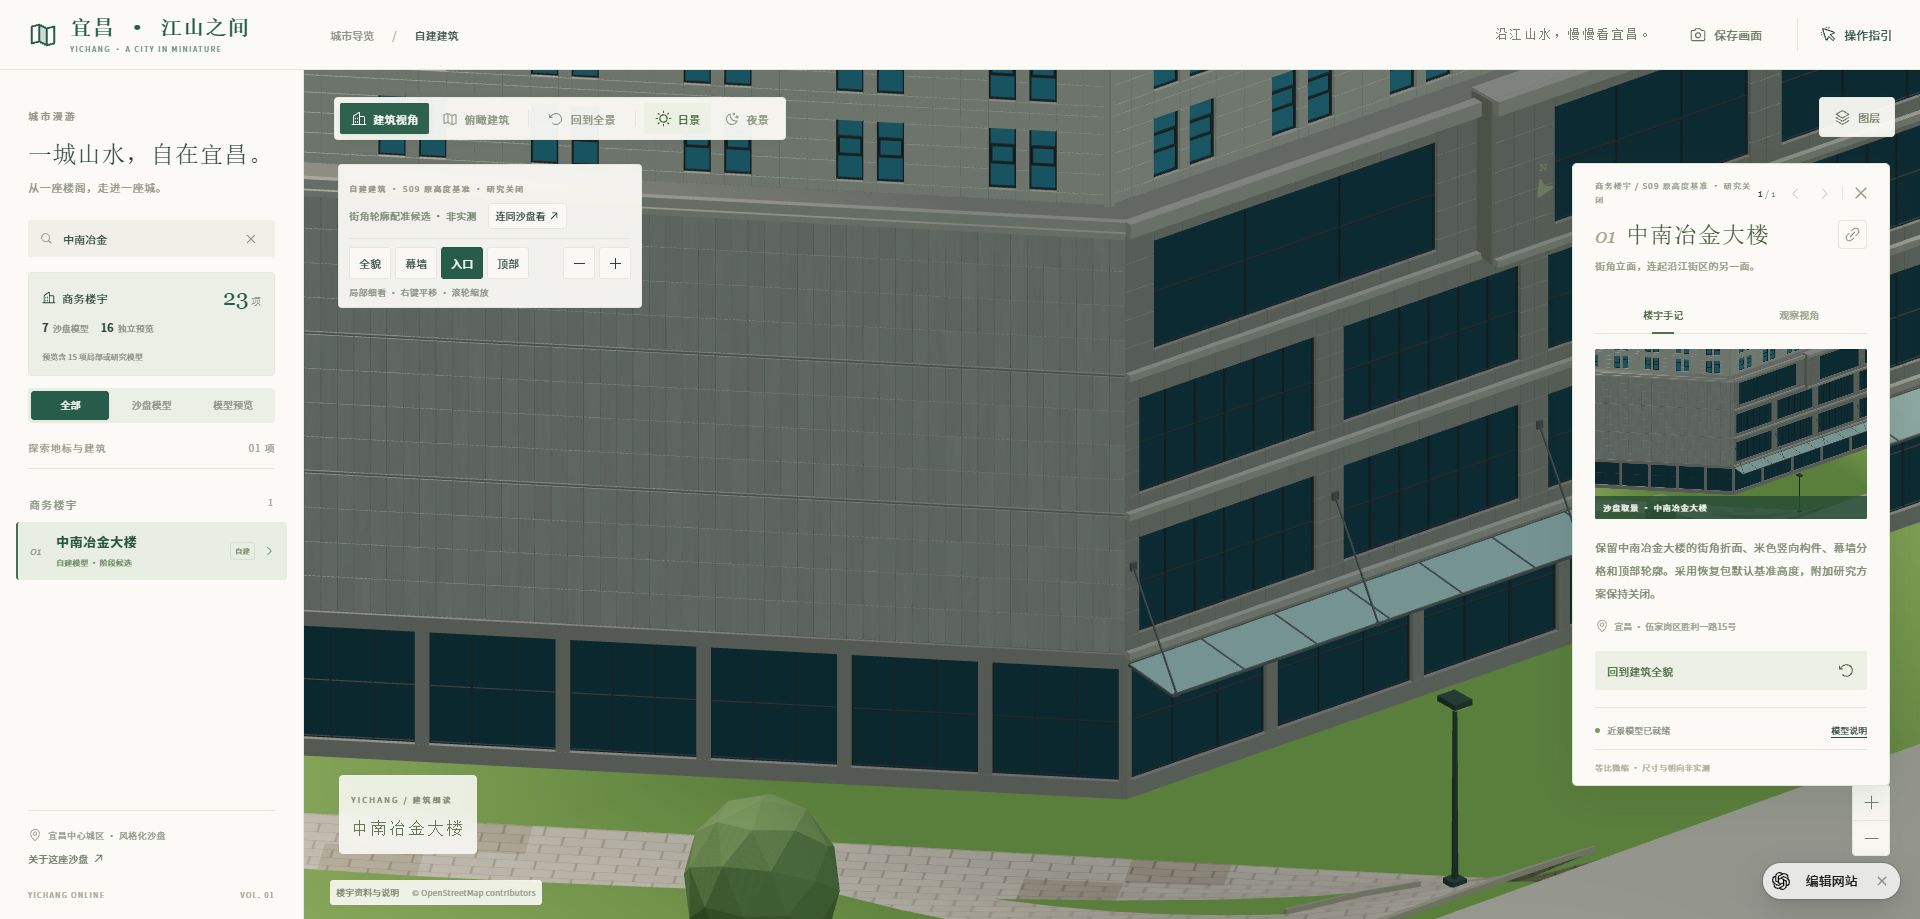 宜昌 • 江山之间
YICHANG • A CITY IN MINIATURE
城市导览 / 自建建筑
沿江山水，慢慢看宜昌。
保存画面
操作指引
城市漫游
一城山水，自在宜昌。
从一座楼阁，走进一座城。
中南冶金
商务楼宇
23 项
7 沙盘模型 16 独立预览
预览含 15 项局部或研究模型
全部 沙盘模型 模型预览
探索地标与建筑 01 项
商务楼宇 1
01 中南冶金大楼 自建
自建模型 • 阶段候选
宜昌中心城区 • 风格化沙盘
关于这座沙盘
YICHANG ONLINE VOL. 01
建筑视角 俯瞰建筑 回到全景 日景 夜景
自建建筑 • S09 原高度基准 • 研究关闭
街角轮廓配准候选 • 非实测 连同沙盘看
全貌 幕墙 入口 顶部
局部细看 • 右键平移 • 滚轮缩放
YICHANG / 建筑细读
中南冶金大楼
楼宇资料与说明 © OpenStreetMap contributors
图层
商务楼宇 / S09 原高度基准 • 研究关闭
1 / 1
01 中南冶金大楼
街角立面，连起沿江街区的另一面。
楼宇手记 观察视角
沙盘取景 • 中南冶金大楼
保留中南冶金大楼的街角折面、米色竖向构件、幕墙分
格和顶部轮廓。采用恢复包默认基准高度，附加研究方
案保持关闭。
宜昌 • 伍家岗区胜利一路15号
回到建筑全貌
近景模型已就绪 模型说明
等比微缩 • 尺寸与朝向非实测
编辑网站